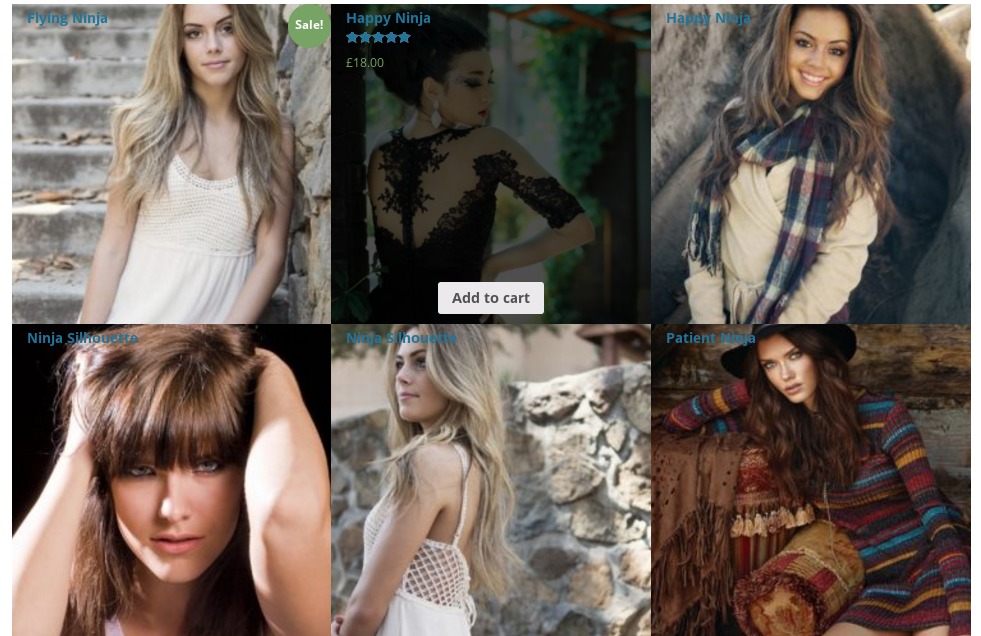 Flying Ninja
Sale!
Happy Ninja
£18.00
Add to cart
Happy Ninja
Ninja Silhouette
Ninja Silhouette
Patient Ninja